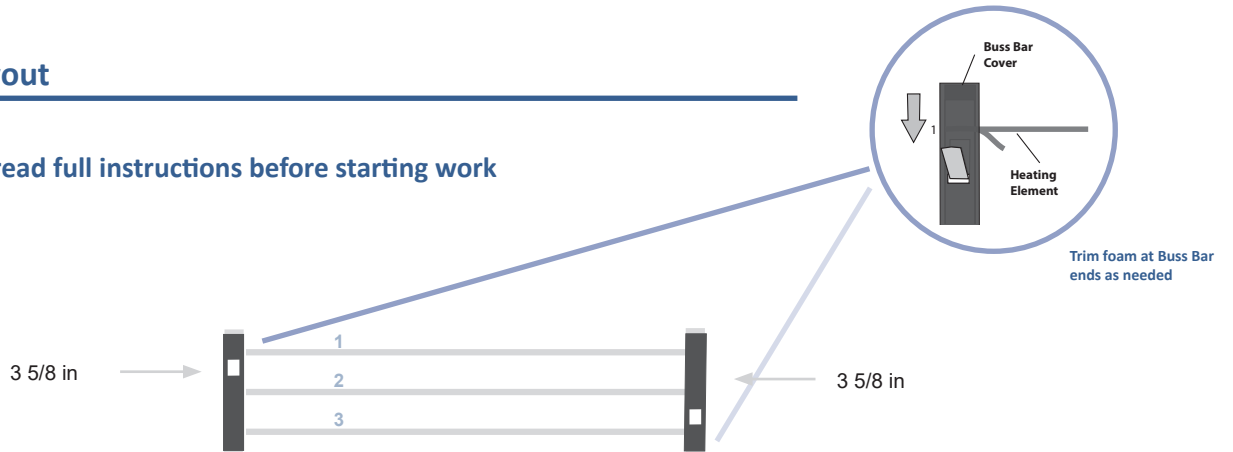 out
read full instructions before starting work
Buss Bar
Cover
1
Heating
Element
Trim foam at Buss Bar
ends as needed
1
3 5/8 in
2
3 5/8 in
3